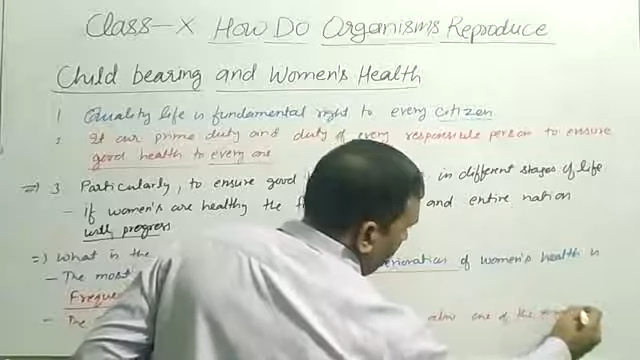 Class-X How Do Organisms Reproduce
Child bearing and Women's Health
1 Quality life is fundamental right to every citizen
2 It our prime duty and duty of every responsible person to ensure
good health to every one
=> 3 Particularly, to ensure good in different stages of life
- if women's are healthy the and entire nation
with progress
=> what is the
- The most erioration of women's health is
Freque
- The also one of the